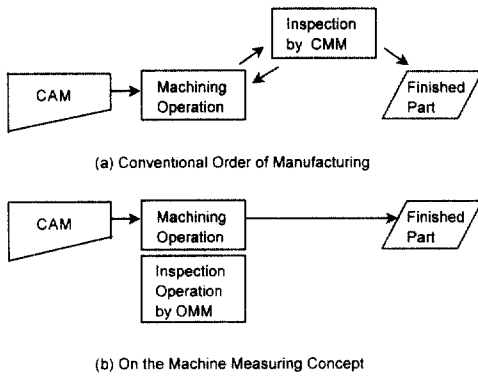 Inspection
by CMM
CAM
Machining
Operation
Finished
Part
(a) Conventional Order of Manufacturing
CAM
Machining
Operation
Finished
Part
Inspection
Operation
by OMM
(b) On the Machine Measuring Concept